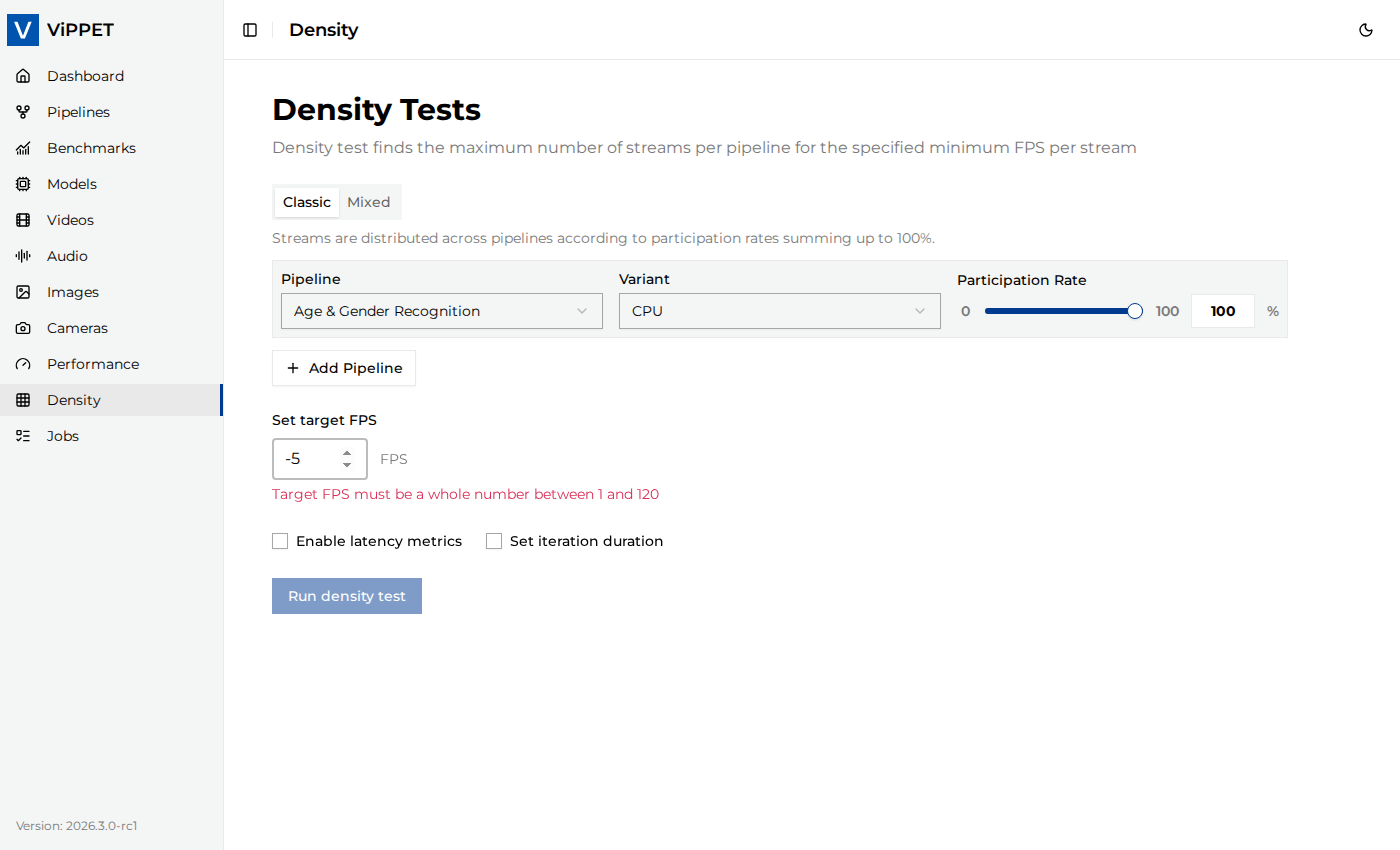 V ViPPET
Density
Dashboard
Pipelines
Benchmarks
Models
Videos
Audio
Images
Cameras
Performance
Density
Jobs
Version: 2026.3.0-rc1
Density Tests
Density test finds the maximum number of streams per pipeline for the specified minimum FPS per stream
Classic Mixed
Streams are distributed across pipelines according to participation rates summing up to 100%.
Pipeline Variant Participation Rate
Age & Gender Recognition CPU 0 100 100 %
Add Pipeline
Set target FPS
-5 FPS
Target FPS must be a whole number between 1 and 120
Enable latency metrics Set iteration duration
Run density test